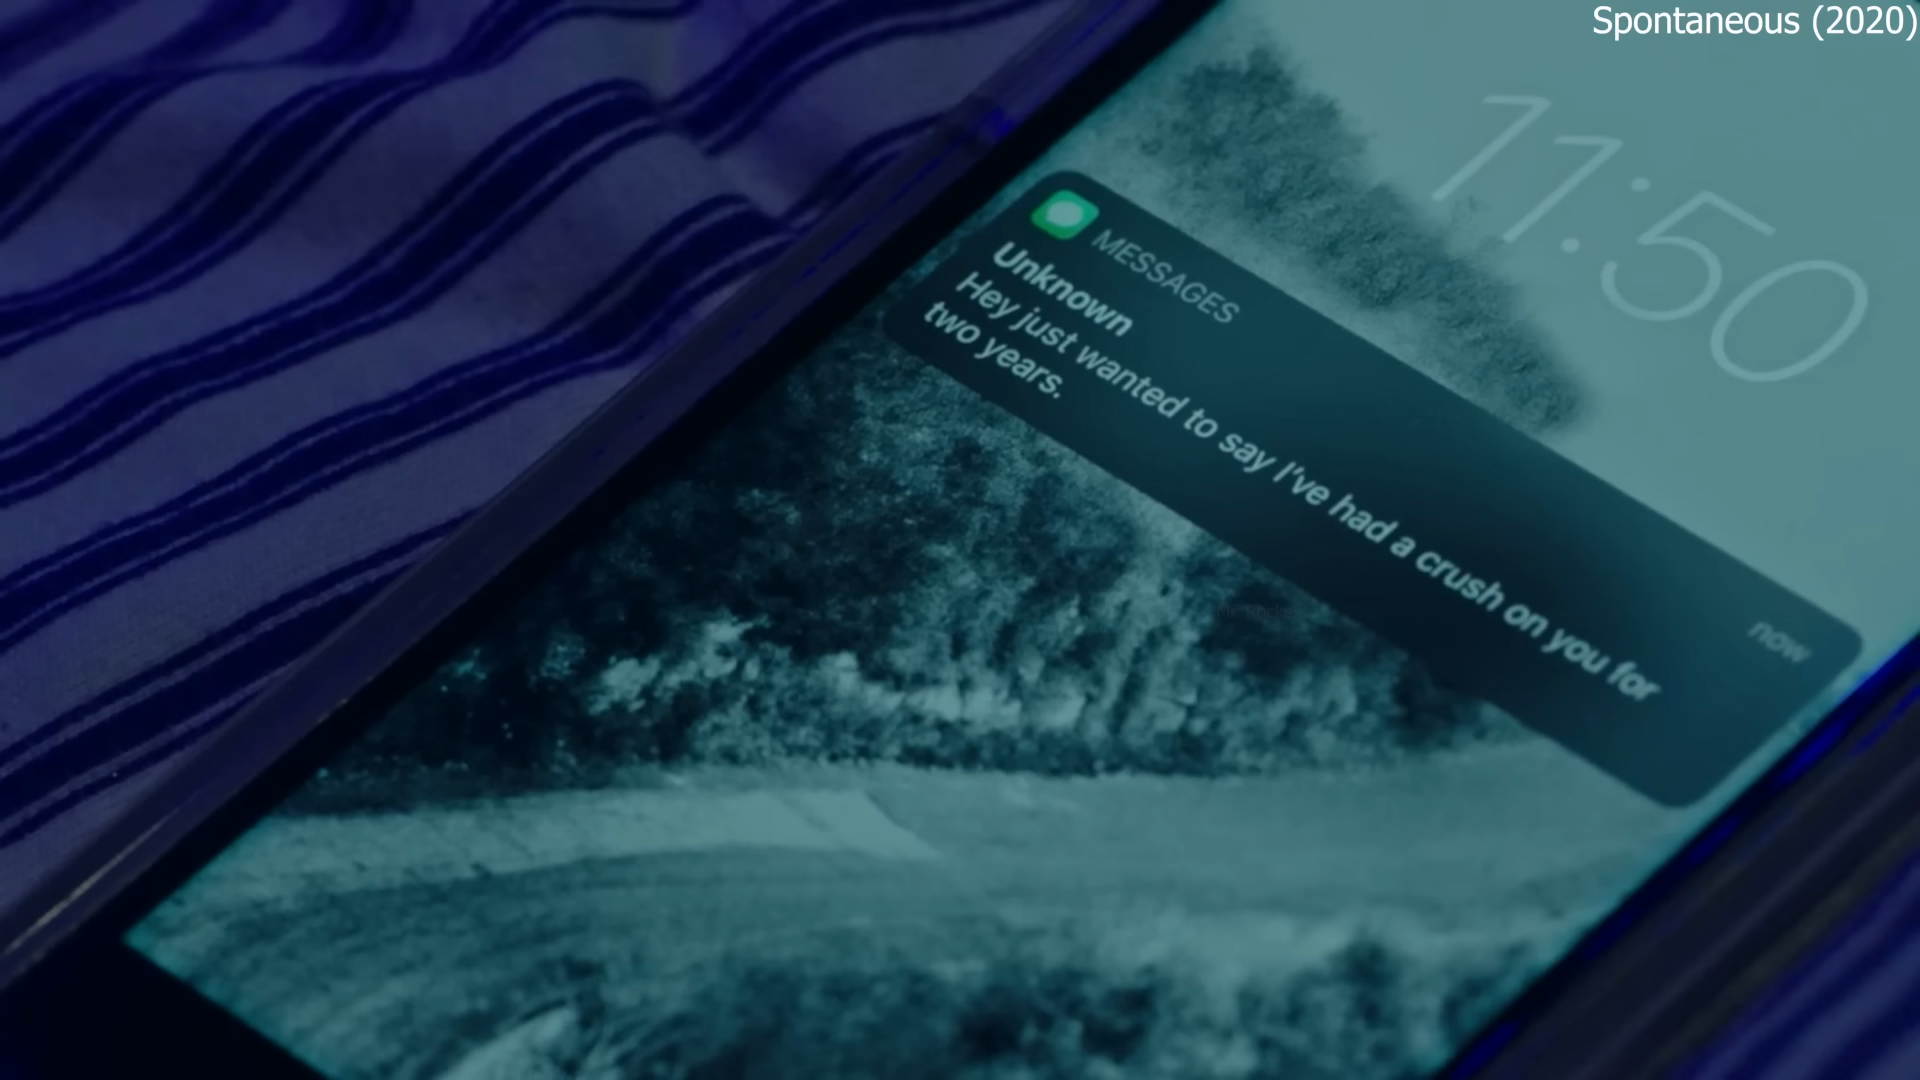 Spontaneous (2020)
11:50
MESSAGES
now
Unknown
Hey just wanted to say I've had a crush on you for
two years.